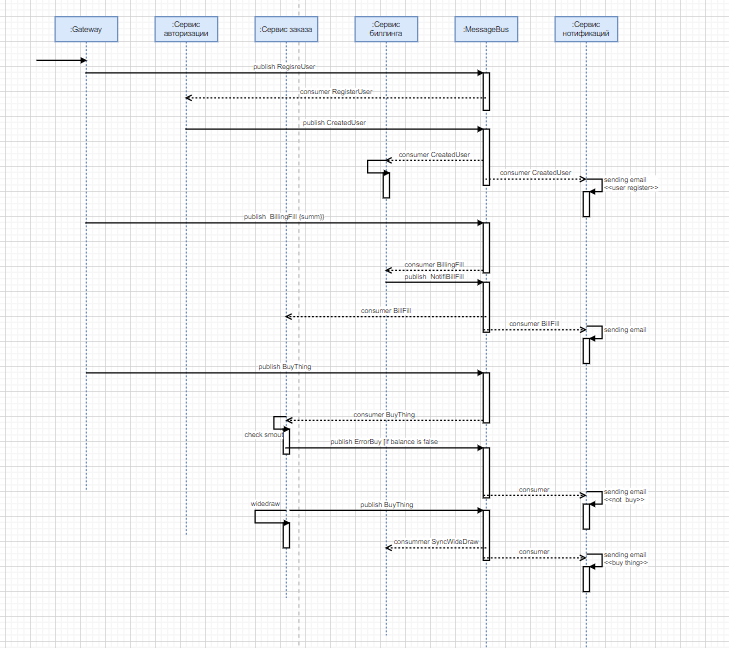 :Gateway
:Сервис
авторизации
:Сервис заказа
:Сервис
биллинга
:MessageBus
:Сервис
нотификаций
publish RegisreUser
consumer RegisterUser
publish CreatedUser
consumer CreatedUser
consumer CreatedUser
sending email
<<user register>>
publish BillingFill (summ))
consumer BillingFill
publish NotifiBillFill
consumer BillFill
consumer BillFill
sending email
publish BuyThing
consumer BuyThing
check smout
publish ErrorBuy [if balance is false
consumer
sending email
<<not buy>>
widedraw
publish BuyThing
consummer SyncWideDraw
consumer
sending email
<<buy thing>>